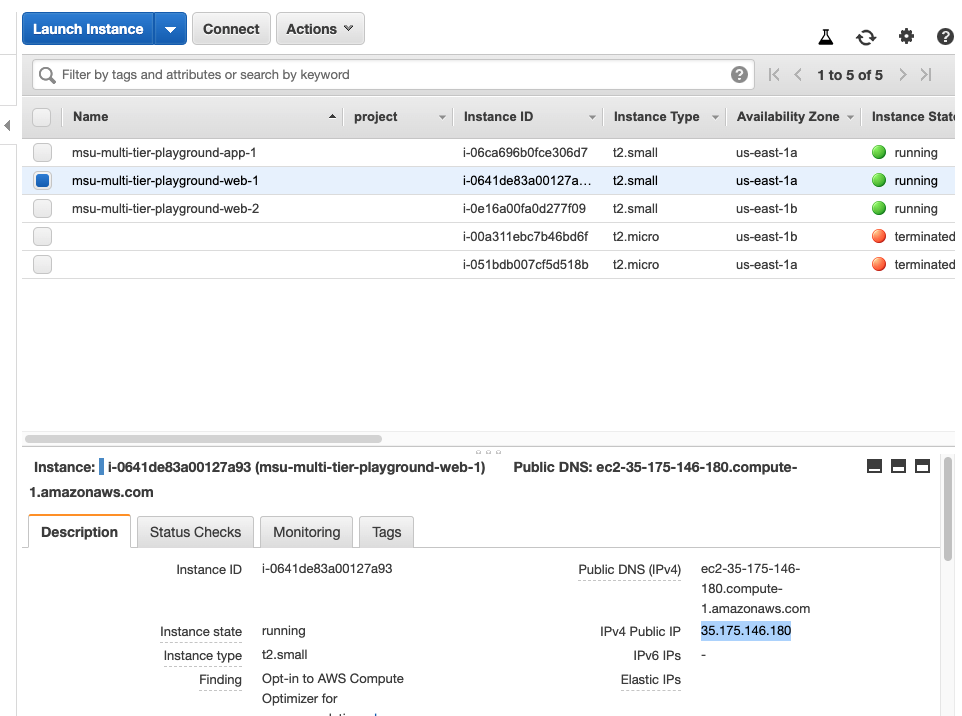 Launch Instance Connect Actions
Filter by tags and attributes or search by keyword ? 1 to 5 of 5 ?
Name project Instance ID Instance Type Availability Zone Instance State
msu-multi-tier-playground-app-1 i-06ca696b0fce306d7 t2.small us-east-1a running
msu-multi-tier-playground-web-1 i-0641de83a00127a... t2.small us-east-1a running
msu-multi-tier-playground-web-2 i-0e16a00fa0d277f09 t2.small us-east-1b running
i-00a311ebc7b46bd6f t2.micro us-east-1b terminated
i-051bdb007cf5d518b t2.micro us-east-1a terminated
Instance: i-0641de83a00127a93 (msu-multi-tier-playground-web-1) Public DNS: ec2-35-175-146-180.compute-
1.amazonaws.com
Description Status Checks Monitoring Tags
Instance ID i-0641de83a00127a93 Public DNS (IPv4) ec2-35-175-146-
180.compute-
1.amazonaws.com
Instance state running IPv4 Public IP 35.175.146.180
Instance type t2.small IPv6 IPs -
Finding Opt-in to AWS Compute Elastic IPs
Optimizer for